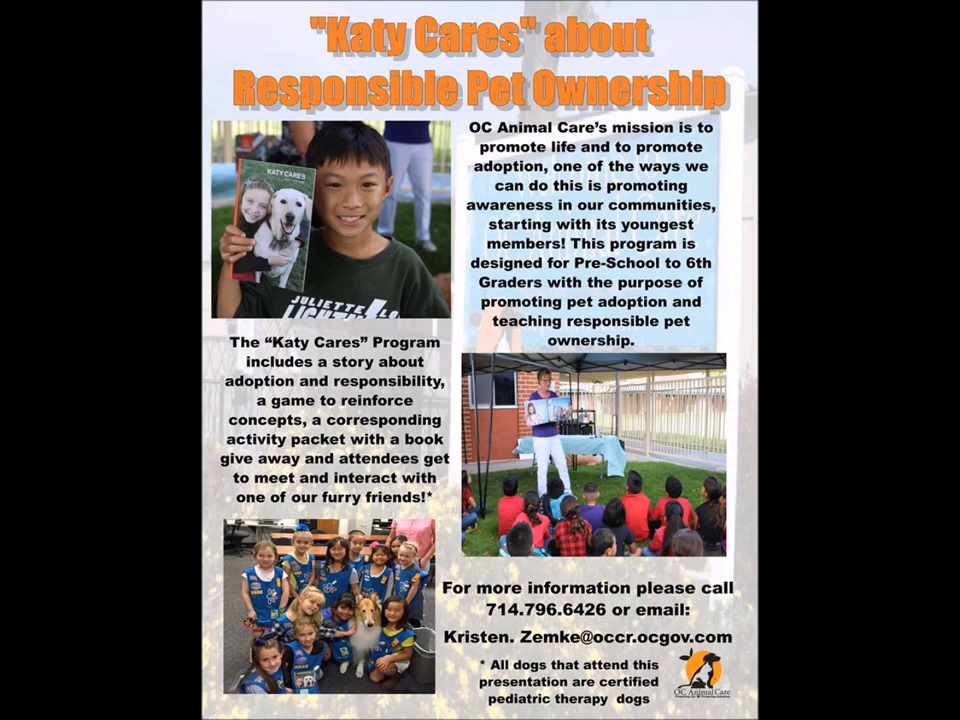 "Katy Cares" about
Responsible Pet Ownership
OC Animal Care's mission is to
promote life and to promote
adoption, one of the ways we
can do this is promoting
awareness in our communities,
starting with its youngest
members! This program is
designed for Pre-School to 6th
Graders with the purpose of
promoting pet adoption and
teaching responsible pet
ownership.
KATY CARES
JULIETTE LO
The “Katy Cares” Program
includes a story about
adoption and responsibility,
a game to reinforce
concepts, a corresponding
activity packet with a book
give away and attendees get
to meet and interact with
one of our furry friends!*
For more information please call
714.796.6426 or email:
Kristen. Zemke@occr.ocgov.com
* All dogs that attend this
presentation are certified
pediatric therapy dogs
OC Animal Care